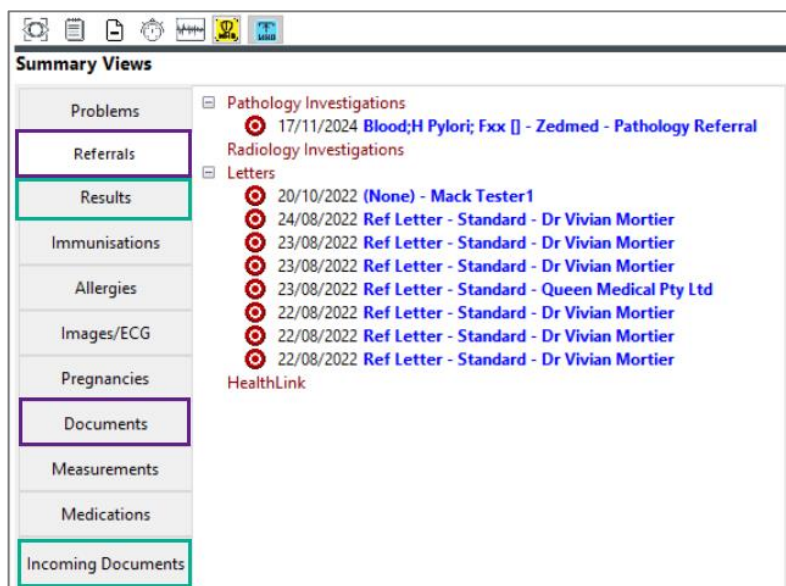 Summary Views
Problems
Referrals
Results
Immunisations
Allergies
Images/ECG
Pregnancies
Documents
Measurements
Medications
Incoming Documents
Pathology Investigations
17/11/2024 Blood;H Pylori; Fxx [] - Zedmed - Pathology Referral
Radiology Investigations
Letters
20/10/2022 (None) - Mack Tester1
24/08/2022 Ref Letter - Standard - Dr Vivian Mortier
23/08/2022 Ref Letter - Standard - Dr Vivian Mortier
23/08/2022 Ref Letter - Standard - Dr Vivian Mortier
23/08/2022 Ref Letter - Standard - Queen Medical Pty Ltd
22/08/2022 Ref Letter - Standard - Dr Vivian Mortier
22/08/2022 Ref Letter - Standard - Dr Vivian Mortier
22/08/2022 Ref Letter - Standard - Dr Vivian Mortier
HealthLink